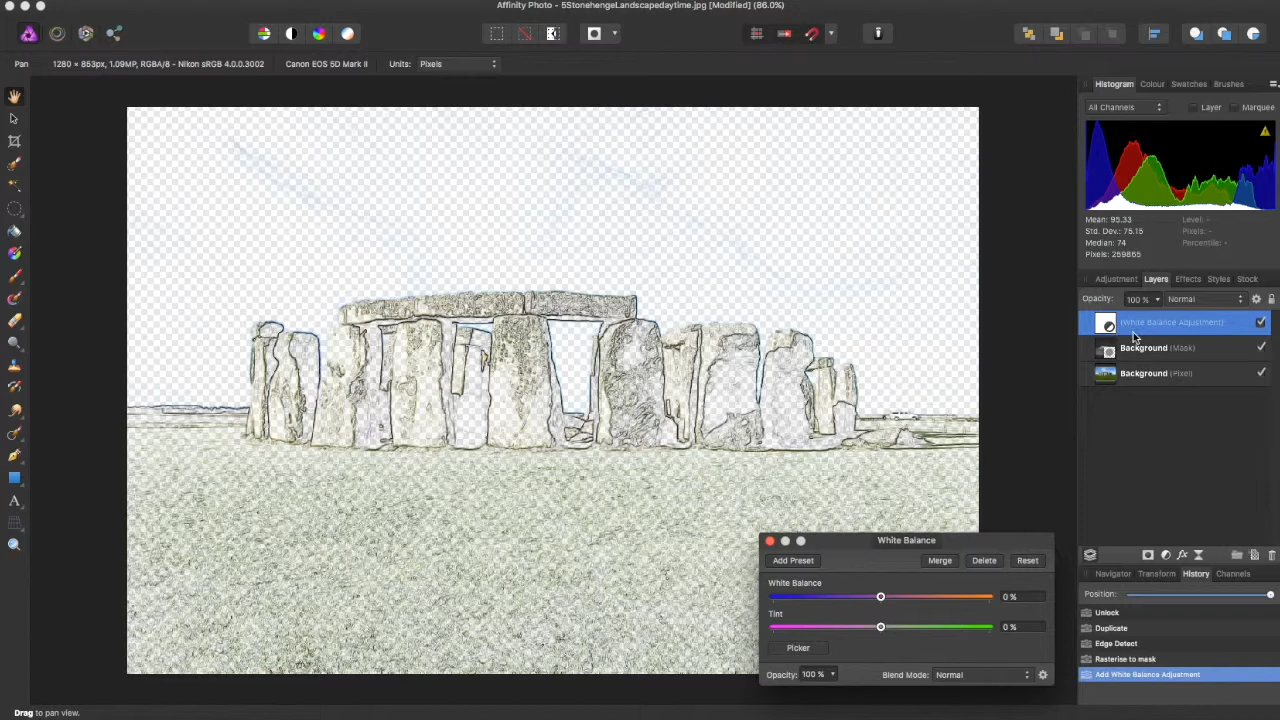 Affinity Photo - 5StonehengeLandscapedaytime.jpg [Modified] (86.0%)
Pan 1280 × 853px, 1.09MP, RGBA/8 - Nikon sRGB 4.0.0.3002 Canon EOS 5D Mark II Units: Pixels
Histogram Colour Swatches Brushes
All Channels Layer Marquee
Mean: 95.33 Level: -
Std. Dev.: 75.15 Pixels: -
Median: 74 Percentile: -
Pixels: 259865
Adjustment Layers Effects Styles Stock
Opacity: 100 % Normal
(White Balance Adjustment)
Background (Mask)
Background (Pixel)
White Balance
Add Preset Merge Delete Reset
White Balance
0 %
Tint
0 %
Picker
Opacity: 100 % Blend Mode: Normal
Navigator Transform History Channels
Position:
Unlock
Duplicate
Edge Detect
Rasterise to mask
Add White Balance Adjustment
A
Drag to pan view.